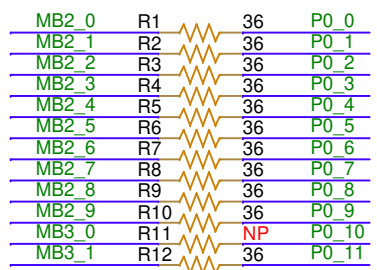 MB2_0 R1 36 P0_0
MB2_1 R2 36 P0_1
MB2_2 R3 36 P0_2
MB2_3 R4 36 P0_3
MB2_4 R5 36 P0_4
MB2_5 R6 36 P0_5
MB2_6 R7 36 P0_6
MB2_7 R8 36 P0_7
MB2_8 R9 36 P0_8
MB2_9 R10 36 P0_9
MB3_0 R11 NP P0_10
MB3_1 R12 36 P0_11